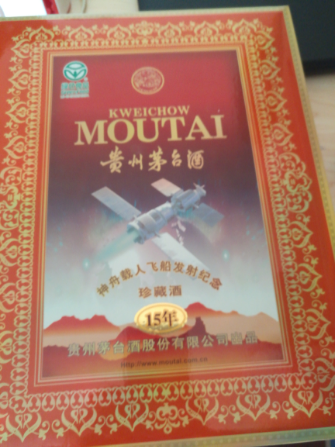 KWEICHOW
MOUTAI
贵州茅台酒
神舟载人飞船发射纪念
珍藏酒
15年
贵州茅台酒股份有限公司出品
http://www.moutai.com.cn